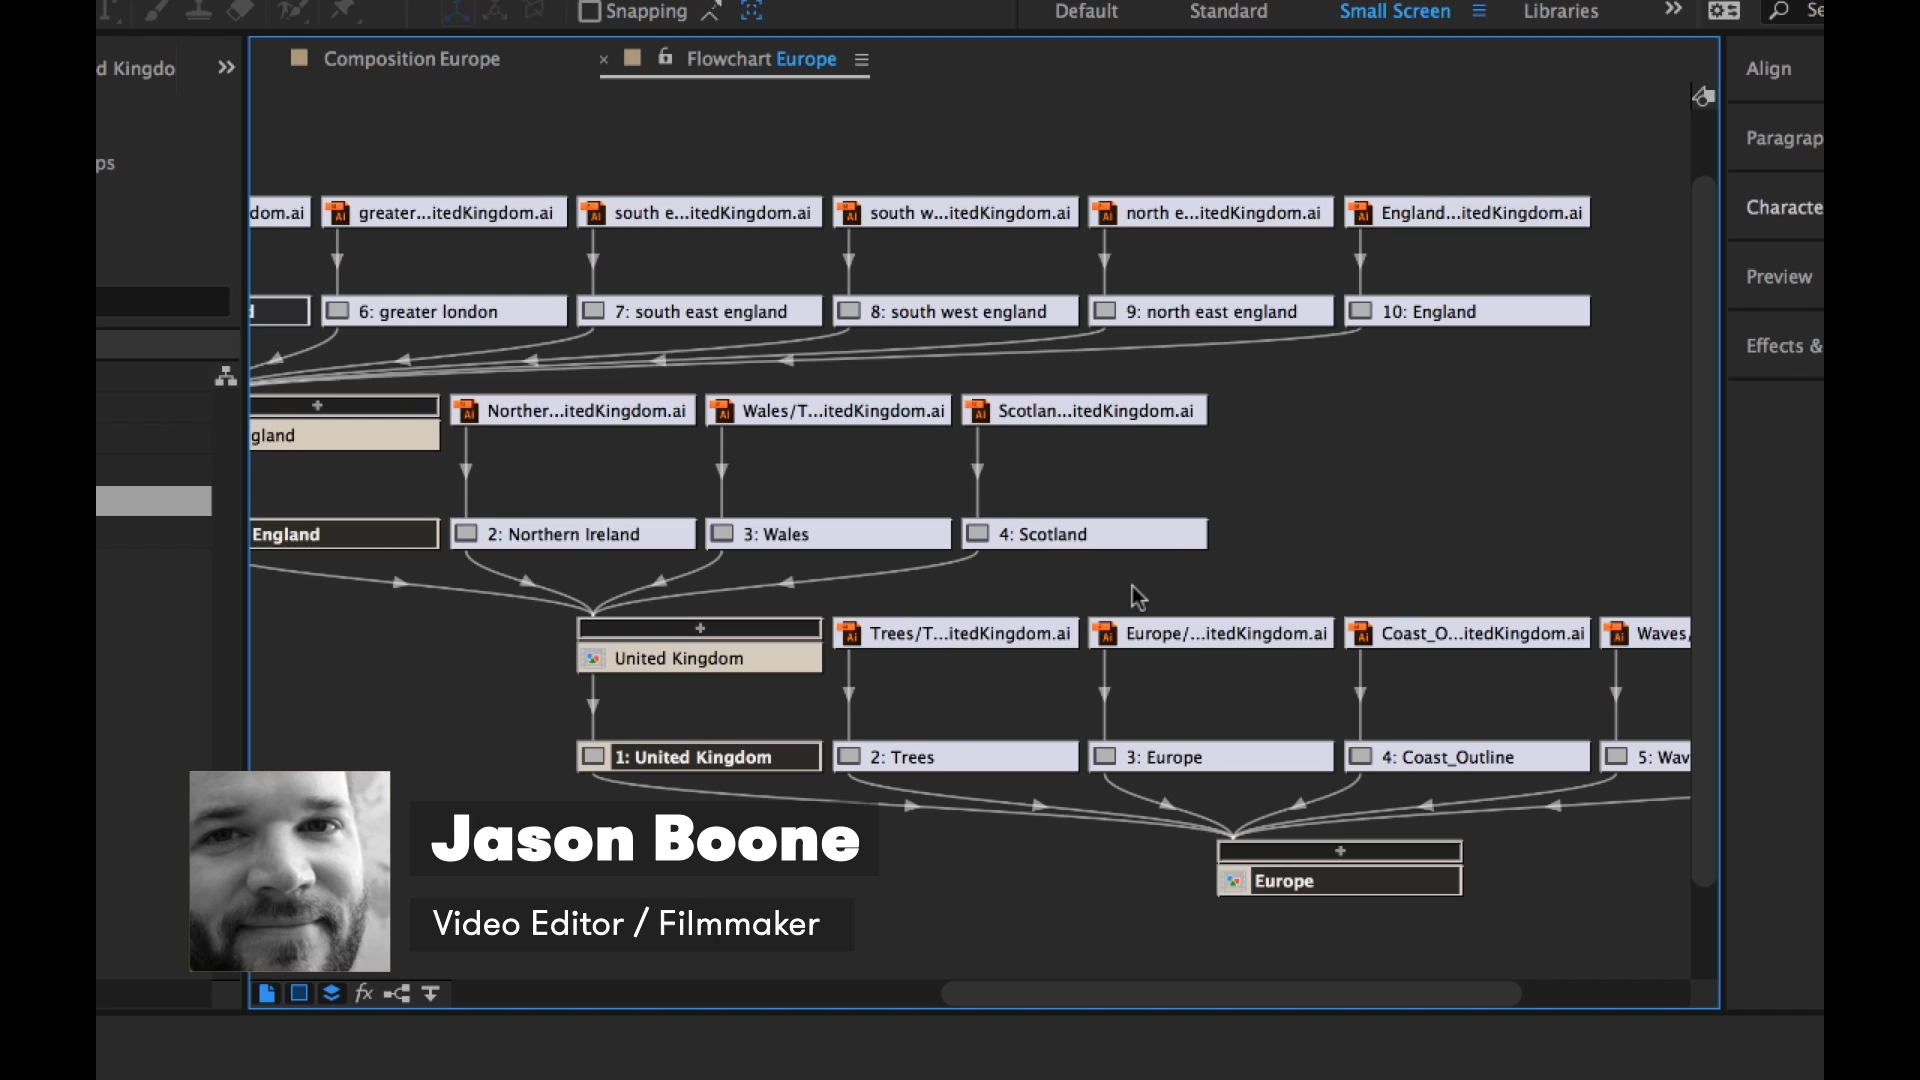 Snapping
Default
Standard
Small Screen
Libraries
Se
d Kingdo
Composition Europe
Flowchart Europe
Align
Paragrap
Characte
Preview
Effects &
ps
dom.ai
greater...itedKingdom.ai
south e...itedKingdom.ai
south w...itedKingdom.ai
north e...itedKingdom.ai
England...itedKingdom.ai
d
6: greater london
7: south east england
8: south west england
9: north east england
10: England
gland
Norther...itedKingdom.ai
Wales/T...itedKingdom.ai
Scotlan...itedKingdom.ai
England
2: Northern Ireland
3: Wales
4: Scotland
United Kingdom
Trees/T...itedKingdom.ai
Europe/...itedKingdom.ai
Coast_O...itedKingdom.ai
Waves/
1: United Kingdom
2: Trees
3: Europe
4: Coast_Outline
5: Wav
Europe
Jason Boone
Video Editor / Filmmaker
fx